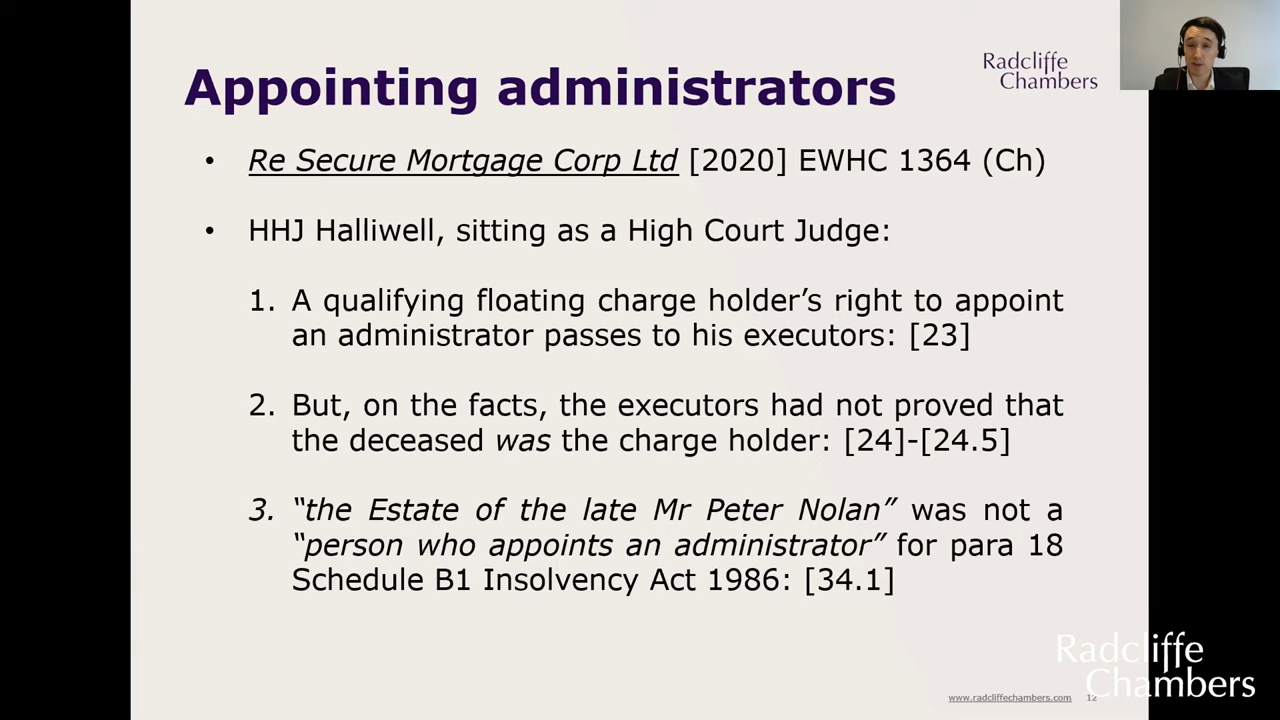 Appointing administrators
Radcliffe
Chambers
• Re Secure Mortgage Corp Ltd [2020] EWHC 1364 (Ch)
• HHJ Halliwell, sitting as a High Court Judge:
1. A qualifying floating charge holder’s right to appoint
an administrator passes to his executors: [23]
2. But, on the facts, the executors had not proved that
the deceased was the charge holder: [24]-[24.5]
3. “the Estate of the late Mr Peter Nolan” was not a
“person who appoints an administrator” for para 18
Schedule B1 Insolvency Act 1986: [34.1]
Radcliffe
Chambers
www.radcliffechambers.com 12